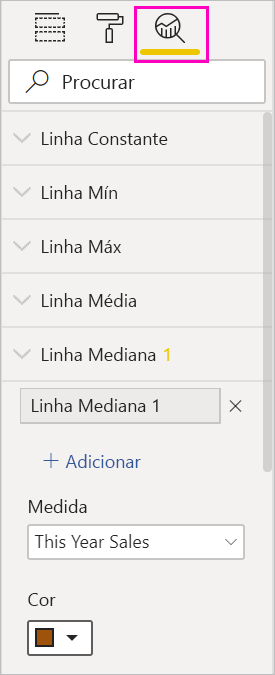 Procurar
Linha Constante
Linha Mín
Linha Máx
Linha Média
Linha Mediana 1
Linha Mediana 1
Adicionar
Medida
This Year Sales
Cor